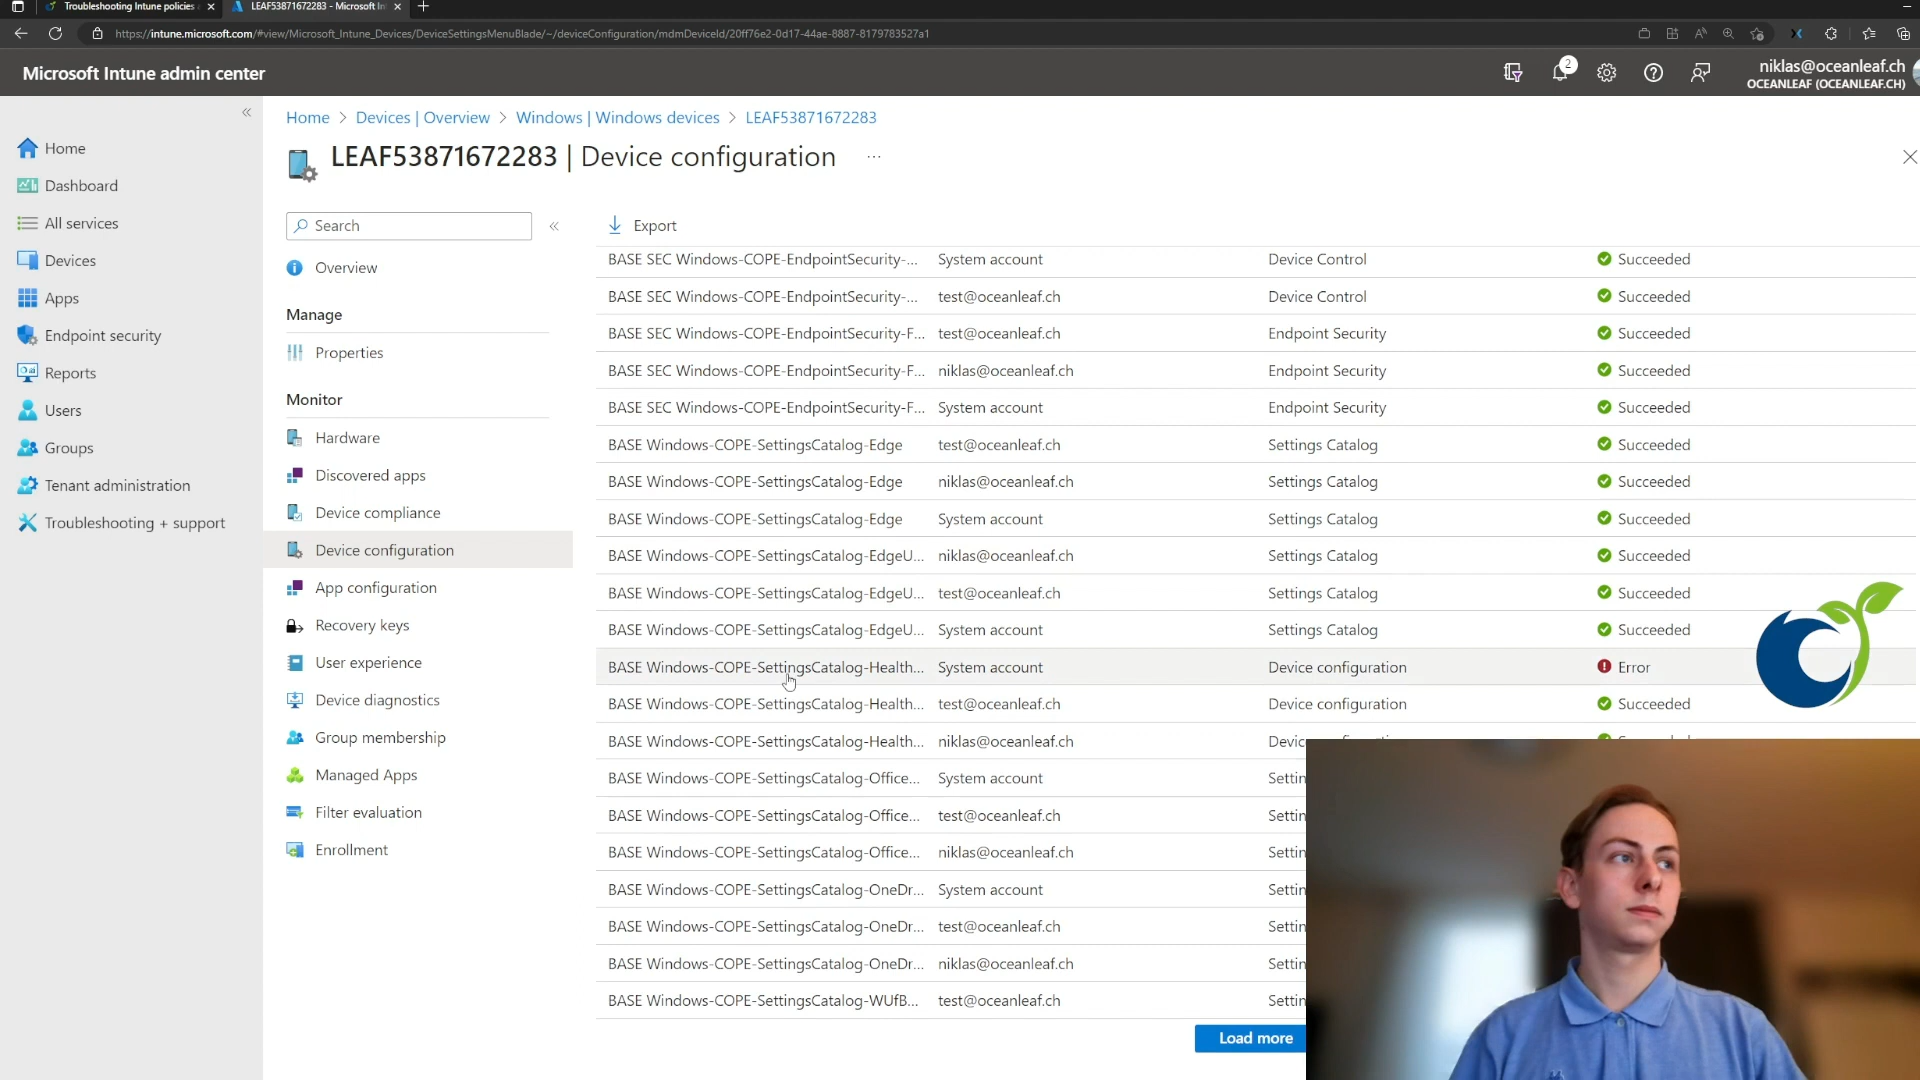 Troubleshooting Intune policies
LEAF53871672283 - Microsoft In
https://intune.microsoft.com/#view/Microsoft_Intune_Devices/DeviceSettingsMenuBlade/~/deviceConfiguration/mdmDeviceId/20ff76e2-0d17-44ae-8887-8179783527a1
Microsoft Intune admin center
2
niklas@oceanleaf.ch
OCEANLEAF (OCEANLEAF.CH)
Home
Dashboard
All services
Devices
Apps
Endpoint security
Reports
Users
Groups
Tenant administration
Troubleshooting + support
Home > Devices | Overview > Windows | Windows devices > LEAF53871672283
LEAF53871672283 | Device configuration ...
Search
Overview
Manage
Properties
Monitor
Hardware
Discovered apps
Device compliance
Device configuration
App configuration
Recovery keys
User experience
Device diagnostics
Group membership
Managed Apps
Filter evaluation
Enrollment
Export
BASE SEC Windows-COPE-EndpointSecurity-... System account Device Control Succeeded
BASE SEC Windows-COPE-EndpointSecurity-... test@oceanleaf.ch Device Control Succeeded
BASE SEC Windows-COPE-EndpointSecurity-F... test@oceanleaf.ch Endpoint Security Succeeded
BASE SEC Windows-COPE-EndpointSecurity-F... niklas@oceanleaf.ch Endpoint Security Succeeded
BASE SEC Windows-COPE-EndpointSecurity-F... System account Endpoint Security Succeeded
BASE Windows-COPE-SettingsCatalog-Edge test@oceanleaf.ch Settings Catalog Succeeded
BASE Windows-COPE-SettingsCatalog-Edge niklas@oceanleaf.ch Settings Catalog Succeeded
BASE Windows-COPE-SettingsCatalog-Edge System account Settings Catalog Succeeded
BASE Windows-COPE-SettingsCatalog-EdgeU... niklas@oceanleaf.ch Settings Catalog Succeeded
BASE Windows-COPE-SettingsCatalog-EdgeU... test@oceanleaf.ch Settings Catalog Succeeded
BASE Windows-COPE-SettingsCatalog-EdgeU... System account Settings Catalog Succeeded
BASE Windows-COPE-SettingsCatalog-Health... System account Device configuration Error
BASE Windows-COPE-SettingsCatalog-Health... test@oceanleaf.ch Device configuration Succeeded
BASE Windows-COPE-SettingsCatalog-Health... niklas@oceanleaf.ch
BASE Windows-COPE-SettingsCatalog-Office... System account Settin
BASE Windows-COPE-SettingsCatalog-Office... test@oceanleaf.ch Settin
BASE Windows-COPE-SettingsCatalog-Office... niklas@oceanleaf.ch Settin
BASE Windows-COPE-SettingsCatalog-OneDr... System account Settin
BASE Windows-COPE-SettingsCatalog-OneDr... test@oceanleaf.ch Settin
BASE Windows-COPE-SettingsCatalog-OneDr... niklas@oceanleaf.ch Settin
BASE Windows-COPE-SettingsCatalog-WUfB... test@oceanleaf.ch Settin
Load more